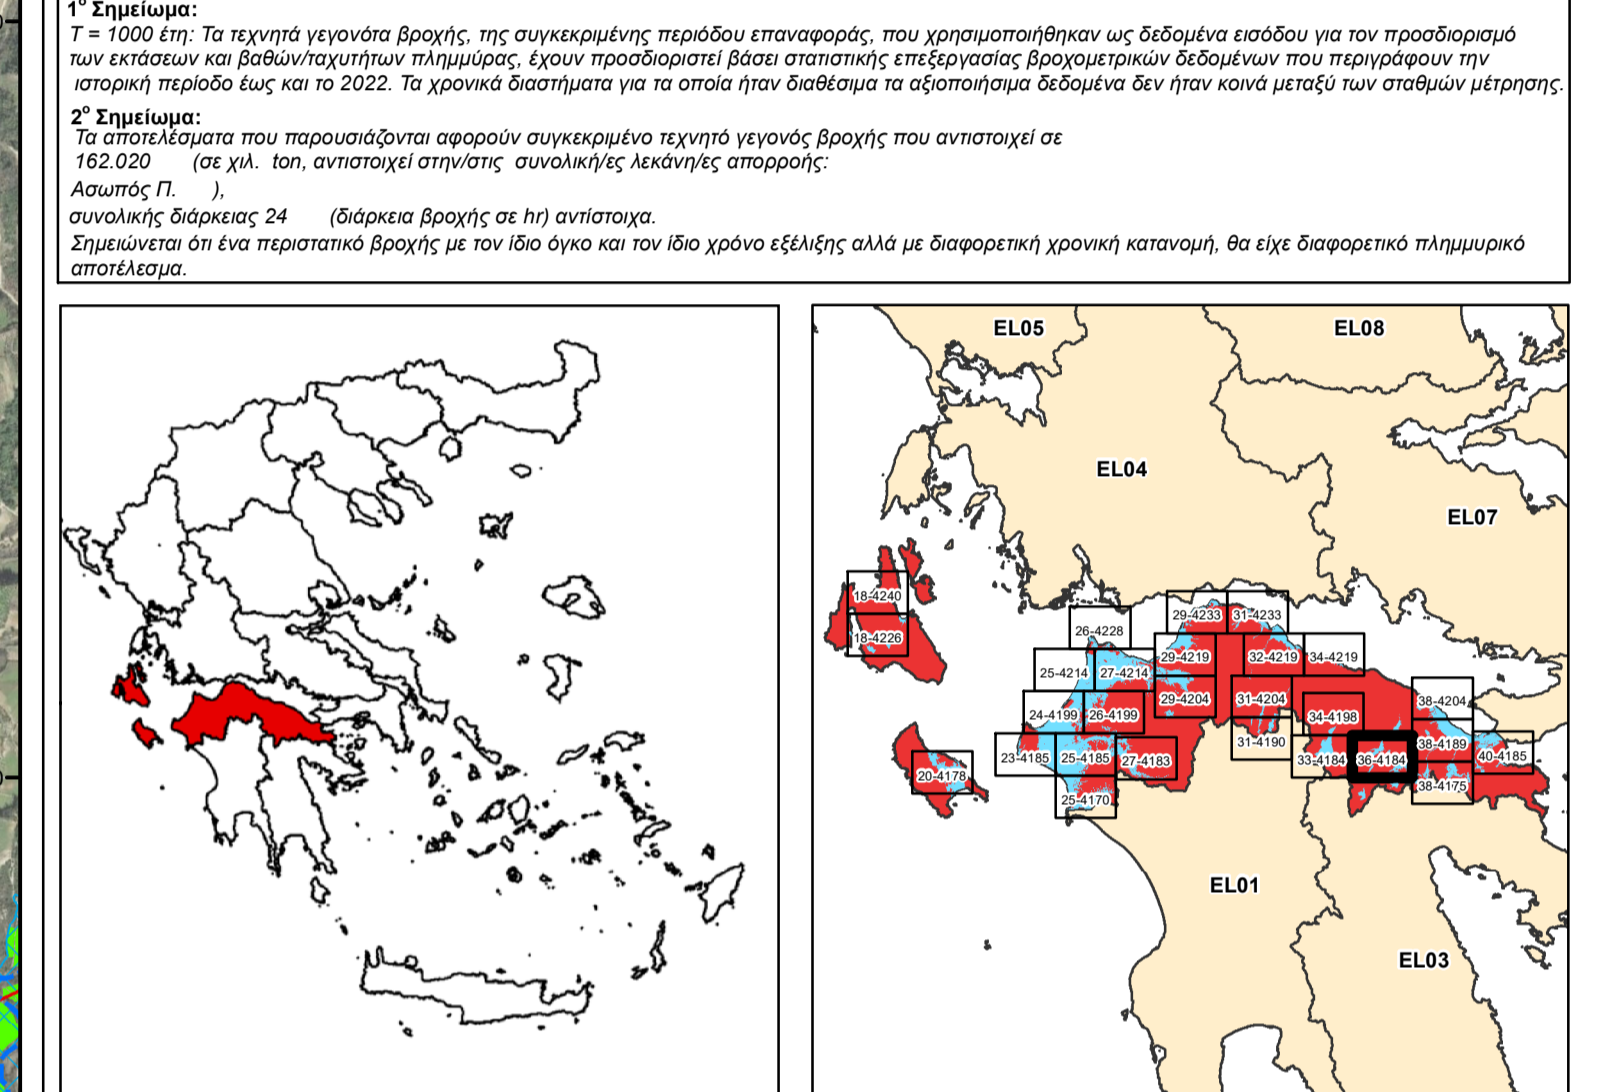 1ο Σημείωμα:
T = 1000 έτη: Τα τεχνητά γεγονότα βροχής, της συγκεκριμένης περιόδου επαναφοράς, που χρησιμοποιήθηκαν ως δεδομένα εισόδου για τον προσδιορισμό
των εκτάσεων και βαθών/ταχυτήτων πλημμύρας, έχουν προσδιοριστεί βάσει στατιστικής επεξεργασίας βροχομετρικών δεδομένων που περιγράφουν την
ιστορική περίοδο έως και το 2022. Τα χρονικά διαστήματα για τα οποία ήταν διαθέσιμα τα αξιοποιήσιμα δεδομένα δεν ήταν κοινά μεταξύ των σταθμών μέτρησης.
2ο Σημείωμα:
Τα αποτελέσματα που παρουσιάζονται αφορούν συγκεκριμένο τεχνητό γεγονός βροχής που αντιστοιχεί σε
162.020 (σε χιλ. ton, αντιστοιχεί στην/στις συνολική/ες λεκάνη/ες απορροής:
Ασωπός Π. ),
συνολικής διάρκειας 24 (διάρκεια βροχής σε hr) αντίστοιχα.
Σημειώνεται ότι ένα περιστατικό βροχής με τον ίδιο όγκο και τον ίδιο χρόνο εξέλιξης αλλά με διαφορετική χρονική κατανομή, θα είχε διαφορετικό πλημμυρικό
αποτέλεσμα.
EL05
EL08
EL04
EL07
18-4240
18-4226
29-4233
31-4233
26-4228
29-4219
32-4219
34-4219
25-4214
27-4214
29-4204
31-4204
38-4204
24-4199
26-4199
34-4198
31-4190
38-4189
23-4185
25-4185
27-4183
33-4184
36-4184
40-4185
20-4178
38-4175
25-4170
EL01
EL03